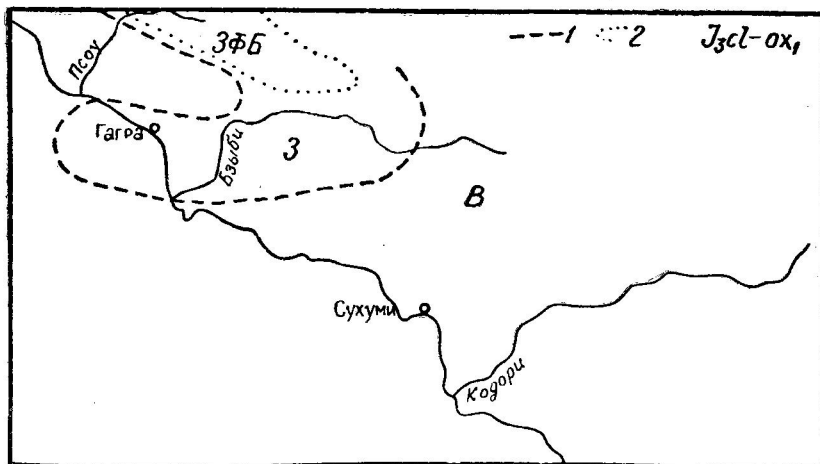 ЗФБ
1
2
J₃cl-ox₁
Псоу
Гагра
Бзыби
З
В
Сухуми
Кодори